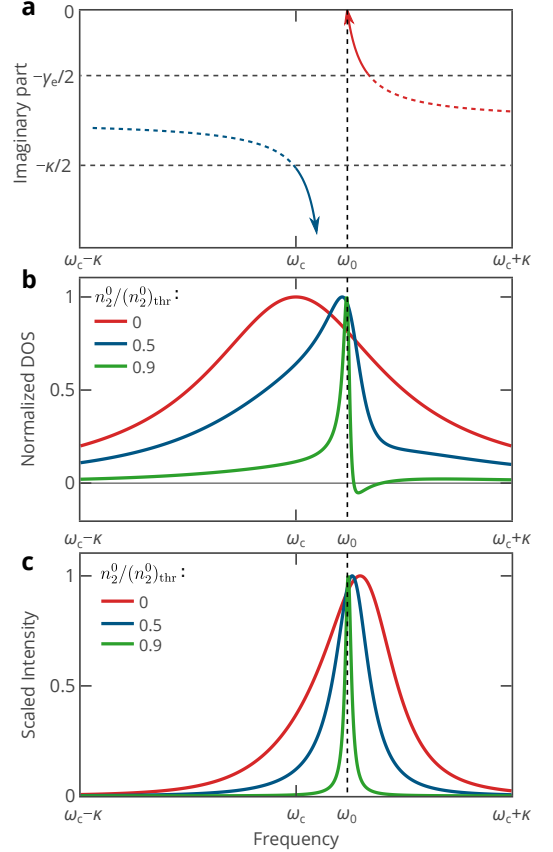 a
0
−γe/2
−κ/2
Imaginary part
ωc−κ
ωc
ω0
ωc+κ
b
n₂⁰/(n₂⁰)thr:
0
0.5
0.9
1
0.5
0
Normalized DOS
ωc−κ
ωc
ω0
ωc+κ
c
n₂⁰/(n₂⁰)thr:
0
0.5
0.9
1
0.5
0
Scaled Intensity
ωc−κ
ωc
ω0
ωc+κ
Frequency